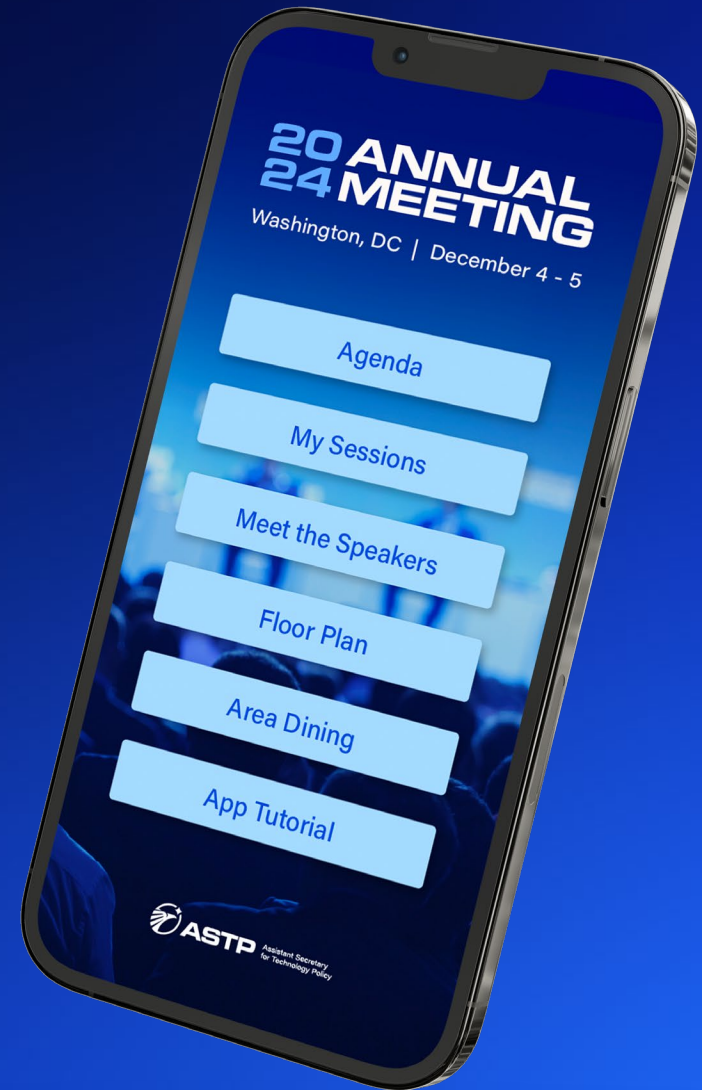 20 ANNUAL
24 MEETING
Washington, DC | December 4 - 5
Agenda
My Sessions
Meet the Speakers
Floor Plan
Area Dining
App Tutorial
ASTP Assistant Secretary
for Technology Policy